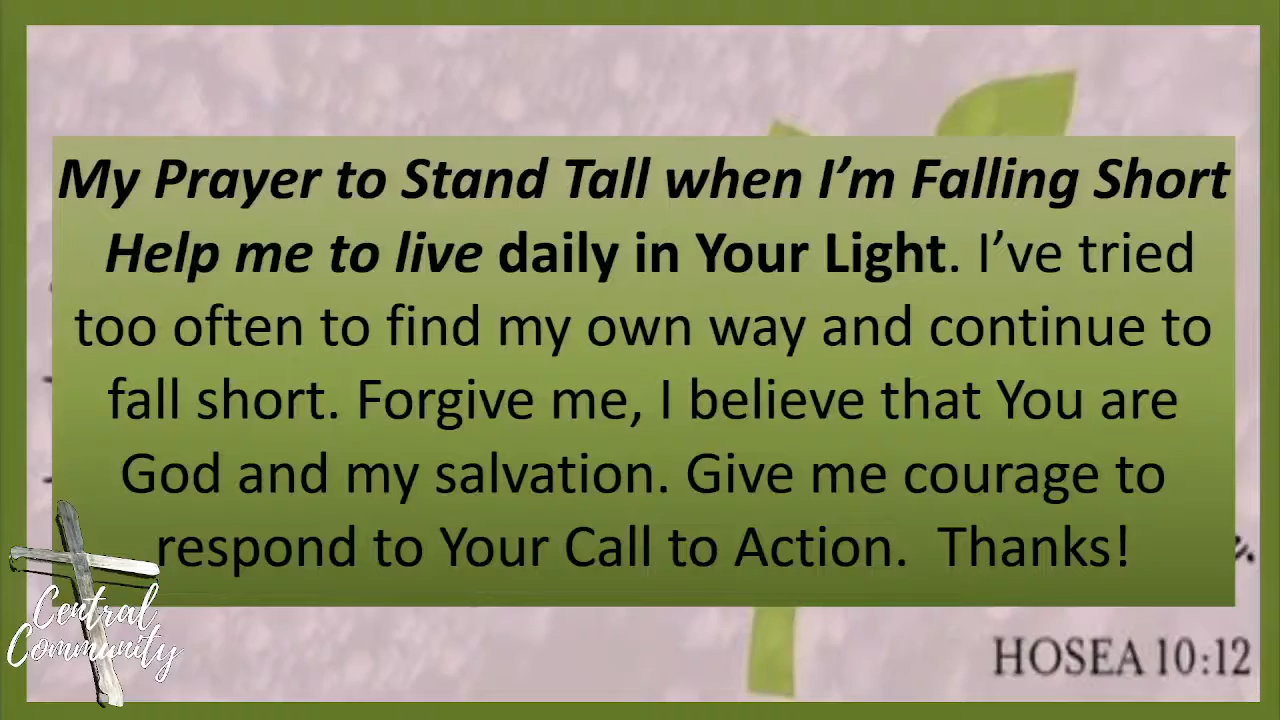 My Prayer to Stand Tall when I’m Falling Short
Help me to live daily in Your Light. I’ve tried
too often to find my own way and continue to
fall short. Forgive me, I believe that You are
God and my salvation. Give me courage to
respond to Your Call to Action.  Thanks!
Central
Community
HOSEA 10:12